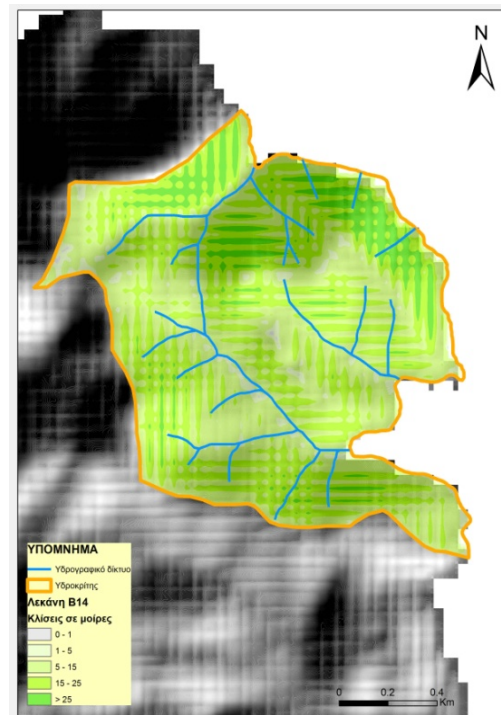 N
ΥΠΟΜΝΗΜΑ
Υδρογραφικό δίκτυο
Υδροκρίτης
Λεκάνη Β14
Κλίσεις σε μοίρες
0 - 1
1 - 5
5 - 15
15 - 25
> 25
0 0.2 0.4
Km